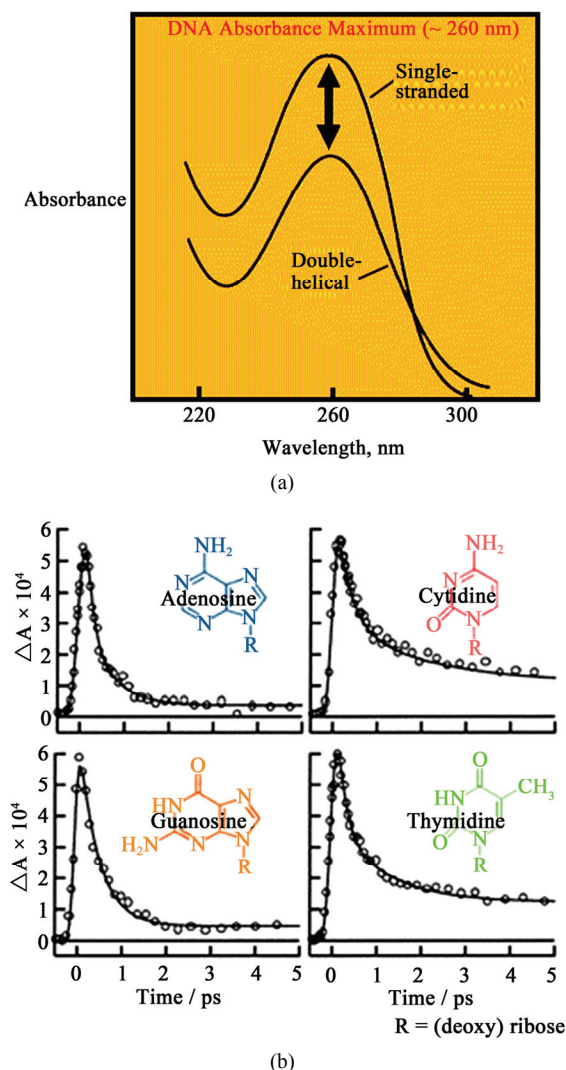 DNA Absorbance Maximum (~ 260 nm)
Single-
stranded
Absorbance
Double-
helical
220 260 300
Wavelength, nm
(a)
6
5
4
3
2
1
0
△A × 10⁴
NH₂
N
N
N
N
Adenosine
R
NH₂
N
Cytidine
O
N
R
6
5
4
3
2
1
0
△A × 10⁴
O
HN
N
Guanosine
H₂N
N
N
R
O
HN
CH₃
Thymidine
O
N
R
0 1 2 3 4 5
0 1 2 3 4 5
Time / ps
Time / ps
R = (deoxy) ribose
(b)